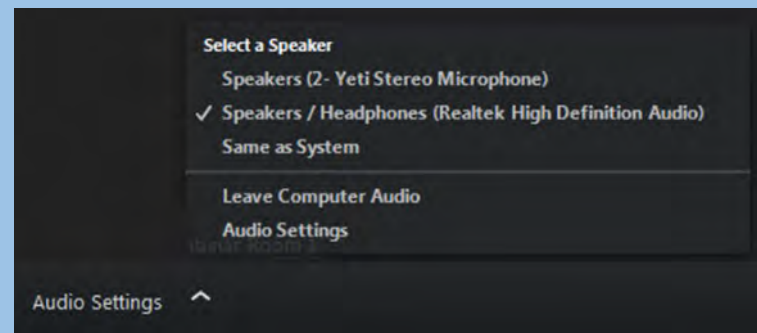 Select a Speaker
Speakers (2- Yeti Stereo Microphone)
✓ Speakers / Headphones (Realtek High Definition Audio)
Same as System
Leave Computer Audio
Audio Settings
Room
Audio Settings